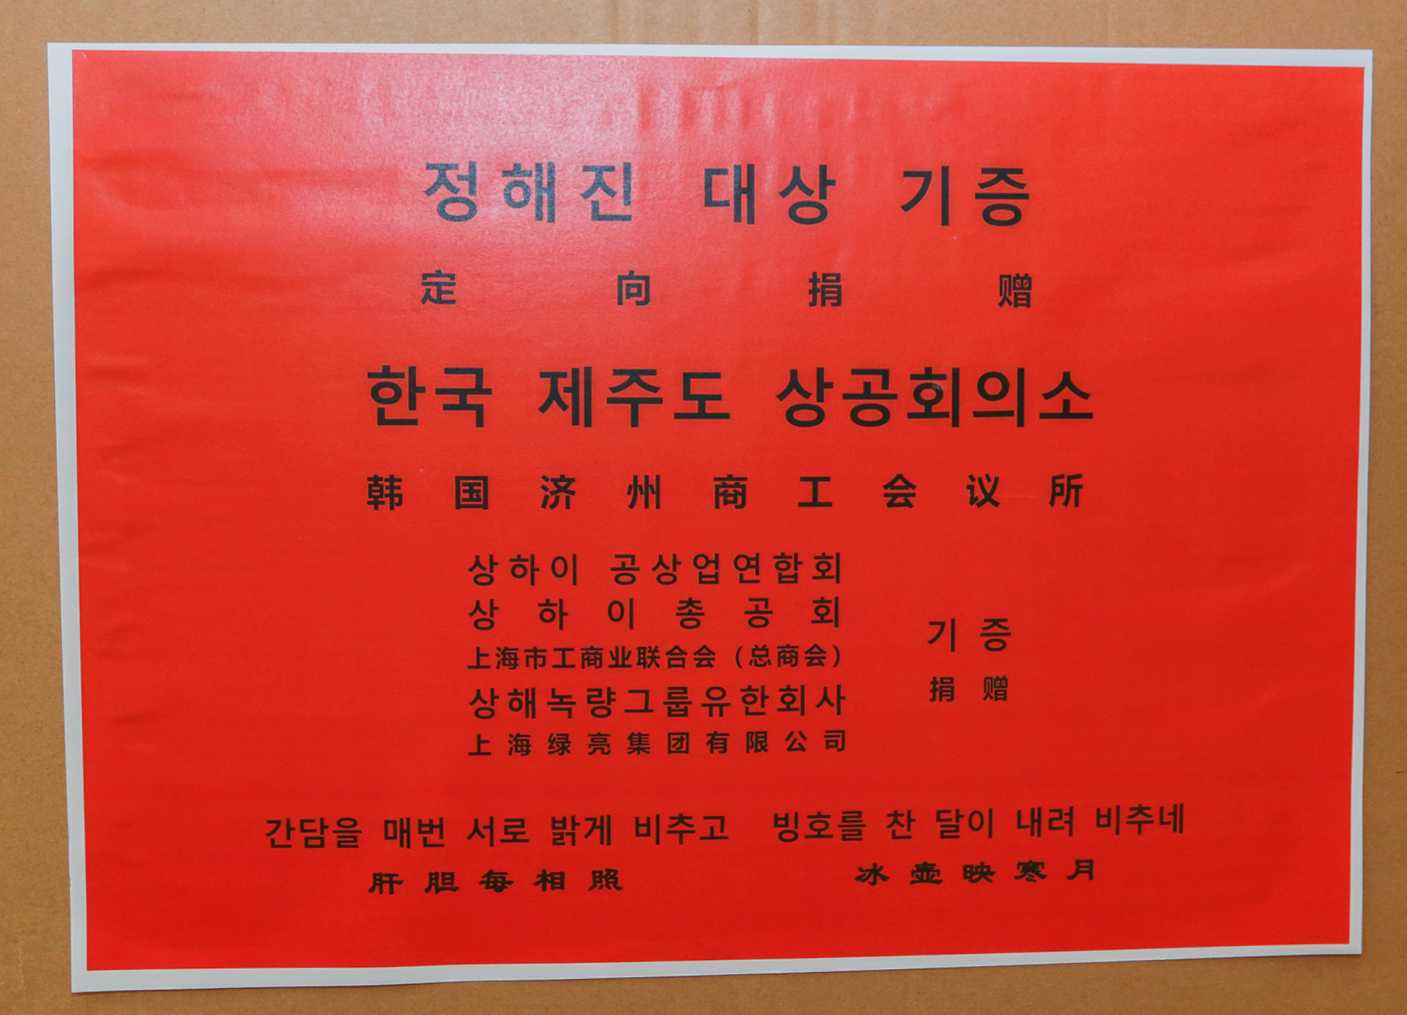 정해진 대상 기증
定向捐赠
한국 제주도 상공회의소
韩国济州商工会议所
상하이 공상업연합회
상하이총공회
上海市工商业联合会（总商会）
상해녹량그룹유한회사
上海绿亮集团有限公司
기증
捐赠
간담을 매번 서로 밝게 비추고 빙호를 찬 달이 내려 비추네
肝胆每相照 冰壶映寒月